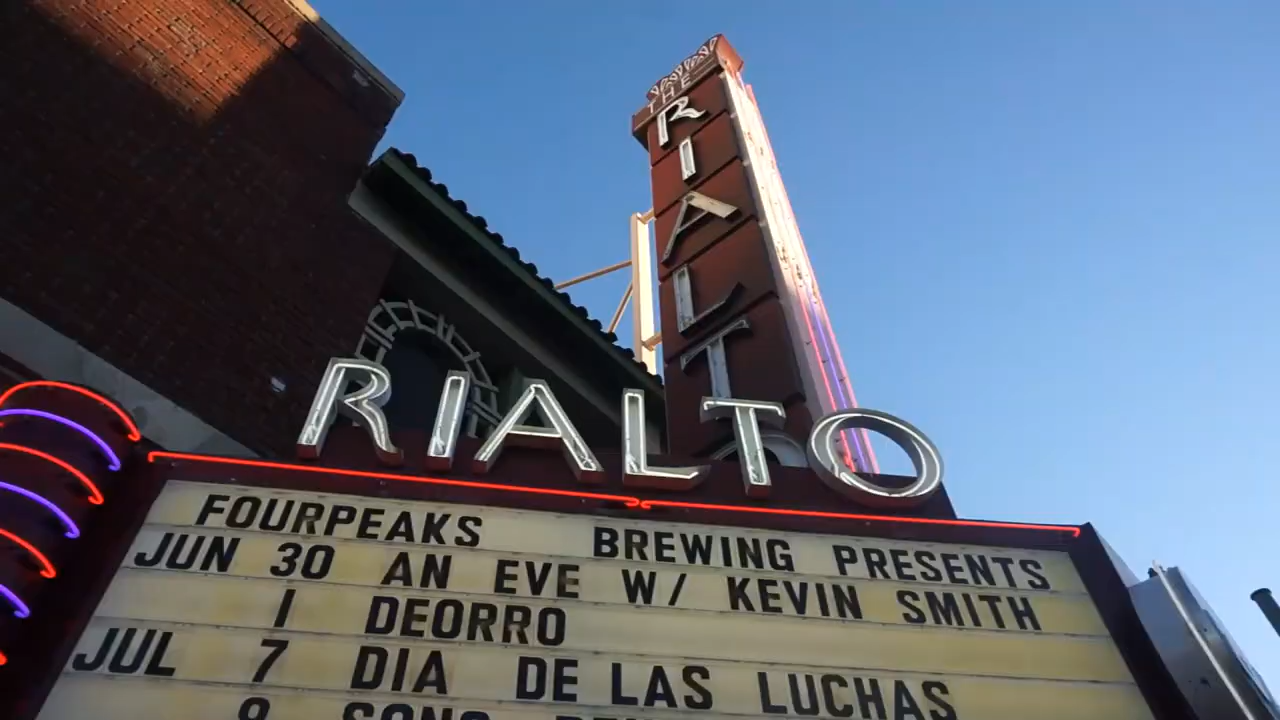 THE
RIALT
RIALTO
FOURPEAKS BREWING PRESENTS
JUN 30 AN EVE W/ KEVIN SMITH
1 DEORRO
JUL 7 DIA DE LAS LUCHAS